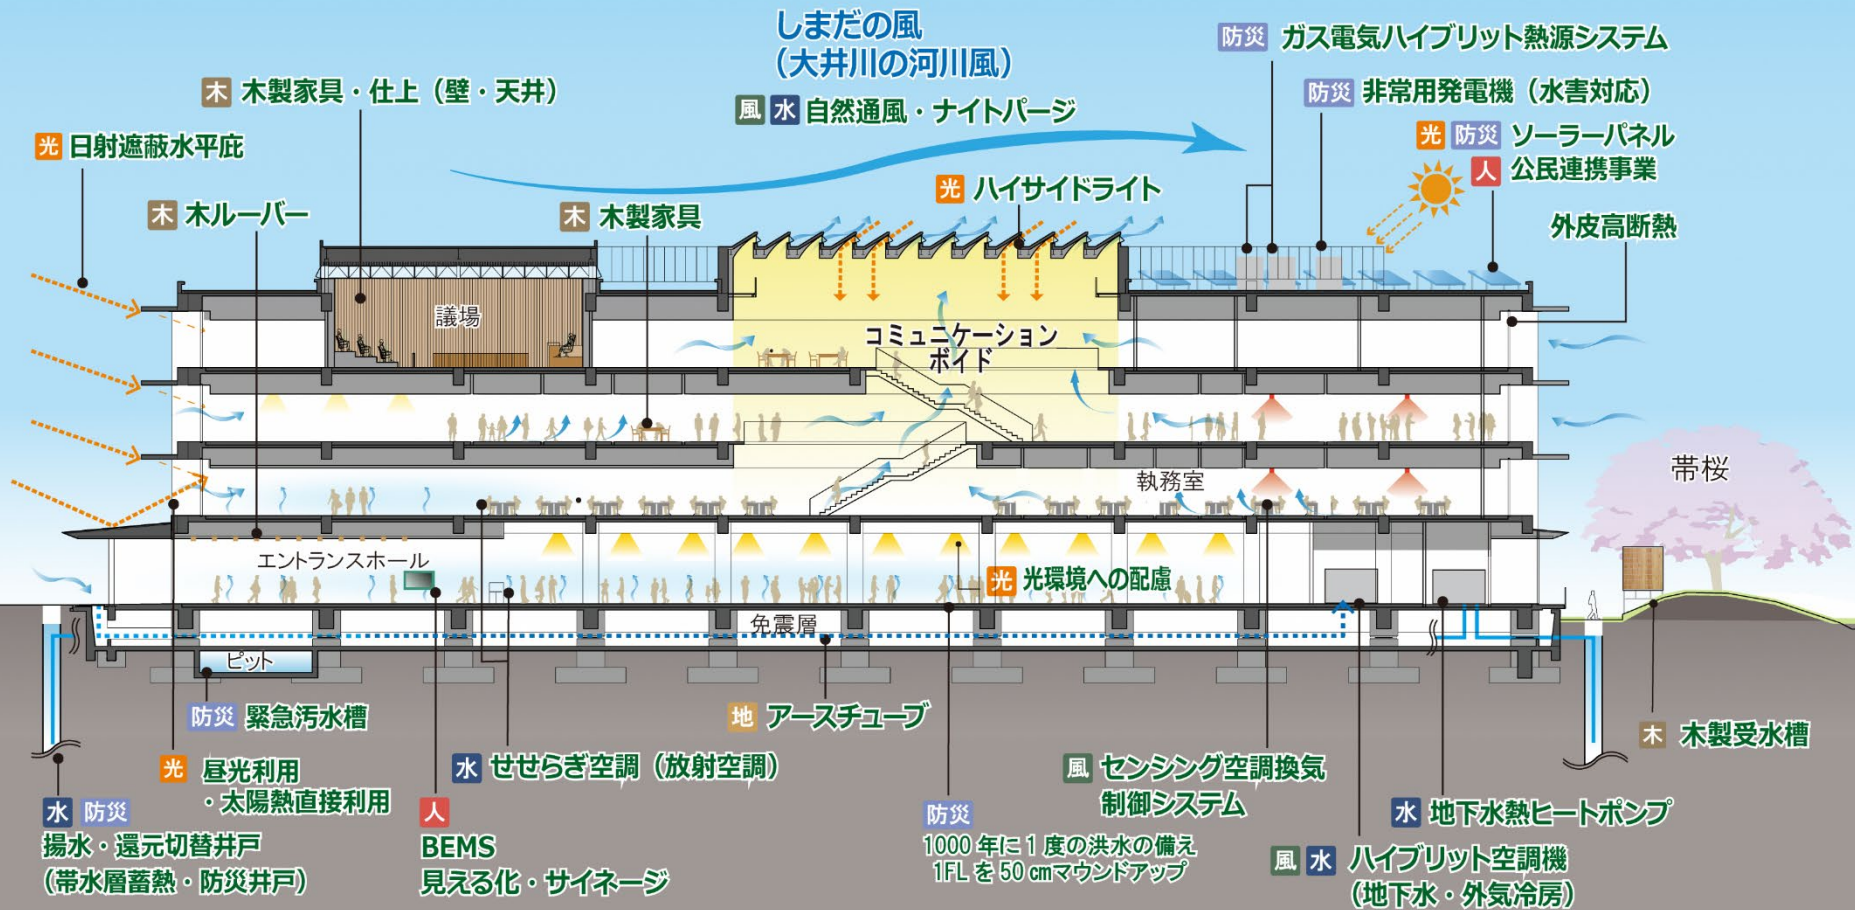 しまだの風
（大井川の河川風）
風 水 自然通風・ナイトパージ
防災 ガス電気ハイブリット熱源システム
防災 非常用発電機（水害対応）
光 防災 ソーラーパネル
人 公民連携事業
外皮高断熱
木 木製家具・仕上（壁・天井）
光 日射遮蔽水平庇
木 木ルーバー
木 木製家具
光 ハイサイドライト
議場
コミュニケーション
ボイド
執務室
帯桜
エントランスホール
光 光環境への配慮
免震層
ピット
防災 緊急汚水槽
地 アースチューブ
木 木製受水槽
光 昼光利用
・太陽熱直接利用
水 せせらぎ空調（放射空調）
風 センシング空調換気
制御システム
水 防災
揚水・還元切替井戸
（帯水層蓄熱・防災井戸）
人
BEMS
見える化・サイネージ
防災
1000年に1度の洪水の備え
1FLを50㎝マウンドアップ
水 地下水熱ヒートポンプ
風 水 ハイブリット空調機
（地下水・外気冷房）